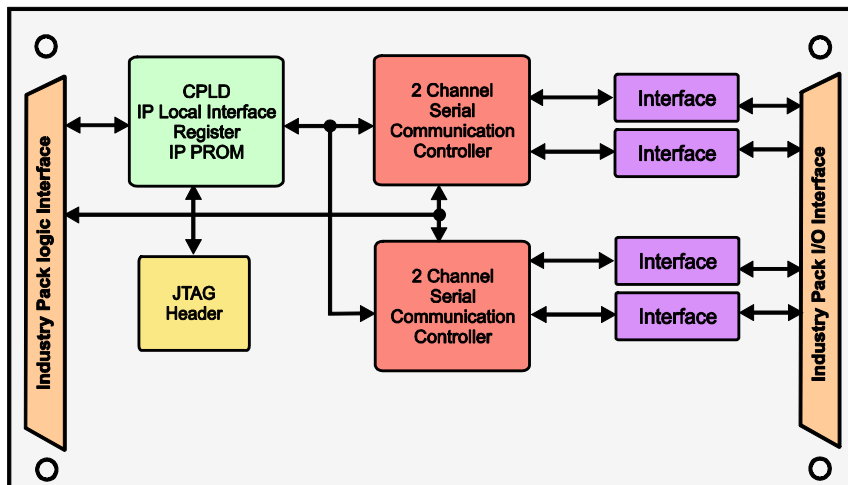 Industry Pack logic Interface
CPLD
IP Local Interface
Register
IP PROM
JTAG
Header
2 Channel
Serial
Communication
Controller
2 Channel
Serial
Communication
Controller
Interface
Interface
Interface
Interface
Industry Pack I/O Interface